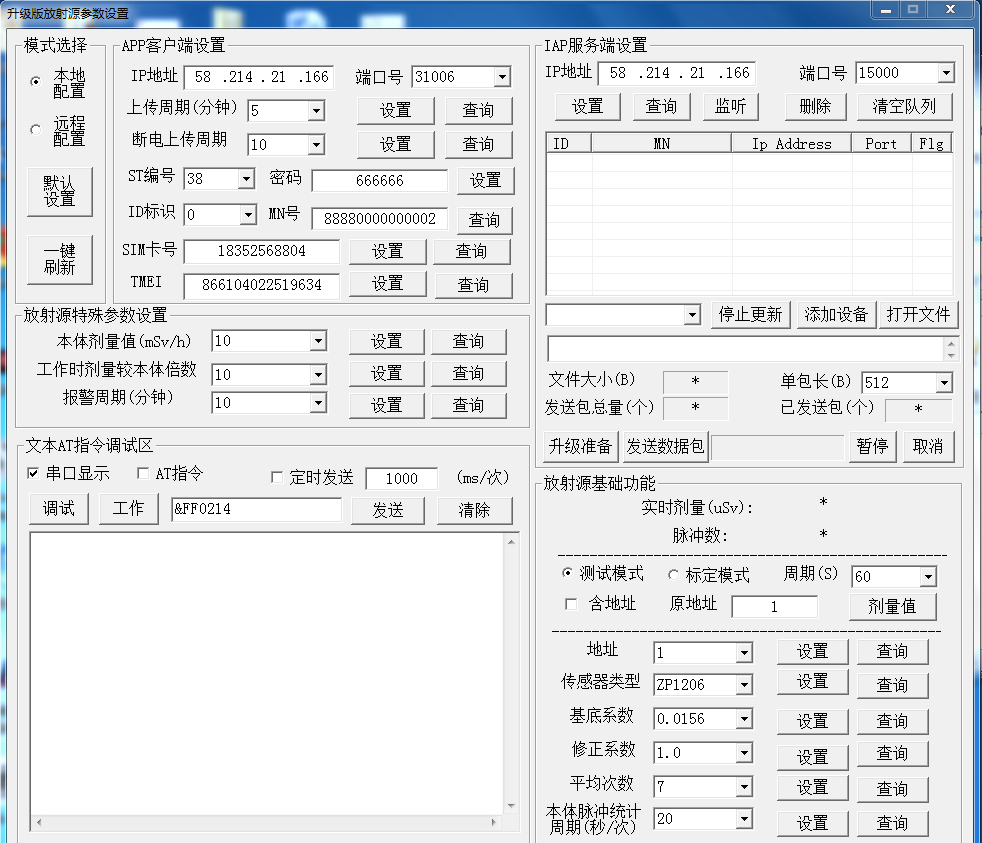 升级版放射源参数设置
模式选择
本地
配置
远程
配置
默认
设置
一键
刷新
APP客户端设置
IP地址 58 .214 .21 .166 端口号 31006
上传周期(分钟) 5 设置 查询
断电上传周期 10 设置 查询
ST编号 38 密码 666666 设置
ID标识 0 MN号 88880000000002 查询
SIM卡号 18352568804 设置 查询
TMEI 866104022519634 设置 查询
放射源特殊参数设置
本体剂量值(mSv/h) 10 设置 查询
工作时剂量较本体倍数 10 设置 查询
报警周期(分钟) 10 设置 查询
文本AT指令调试区
串口显示 AT指令 定时发送 1000 (ms/次)
调试 工作 &FF0214 发送 清除
IAP服务端设置
IP地址 58 .214 .21 .166 端口号 15000
设置 查询 监听 删除 清空队列
ID MN Ip Address Port Flg
停止更新 添加设备 打开文件
文件大小(B) * 单包长(B) 512
发送包总量(个) * 已发送包(个) *
升级准备 发送数据包 暂停 取消
放射源基础功能
实时剂量(uSv): *
脉冲数: *
测试模式 标定模式 周期(S) 60
含地址 原地址 1 剂量值
地址 1 设置 查询
传感器类型 ZP1206 设置 查询
基底系数 0.0156 设置 查询
修正系数 1.0 设置 查询
平均次数 7 设置 查询
本体脉冲统计
周期(秒/次) 20 设置 查询